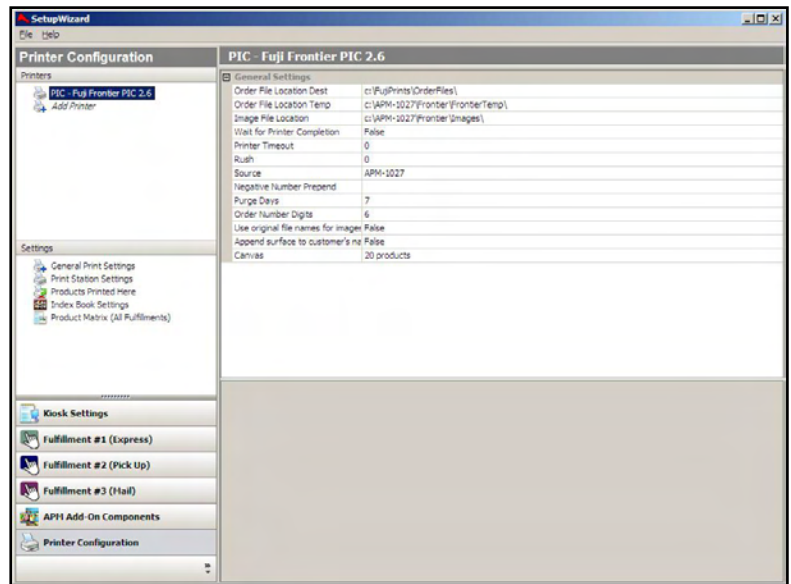 SetupWizard
File Help
Printer Configuration
Printers
PIC - Fuji Frontier PIC 2.6
Add Printer
Settings
General Print Settings
Print Station Settings
Products Printed Here
Index Book Settings
Product Matrix (All Fulfilments)
Kiosk Settings
Fulfillment #1 (Express)
Fulfillment #2 (Pick Up)
Fulfillment #3 (Mail)
APM Add-On Components
Printer Configuration
PIC - Fuji Frontier PIC 2.6
General Settings
Order File Location Dest c:\FujiPrints\OrderFiles\
Order File Location Temp c:\APM-1027\Frontier\FrontierTemp\
Image File Location c:\APM-1027\Frontier\Images\
Wait for Printer Completion False
Printer Timeout 0
Rush 0
Source APM-1027
Negative Number Prepend
Purge Days 7
Order Number Digits 6
Use original file names for images False
Append surface to customer's na False
Canvas 20 products